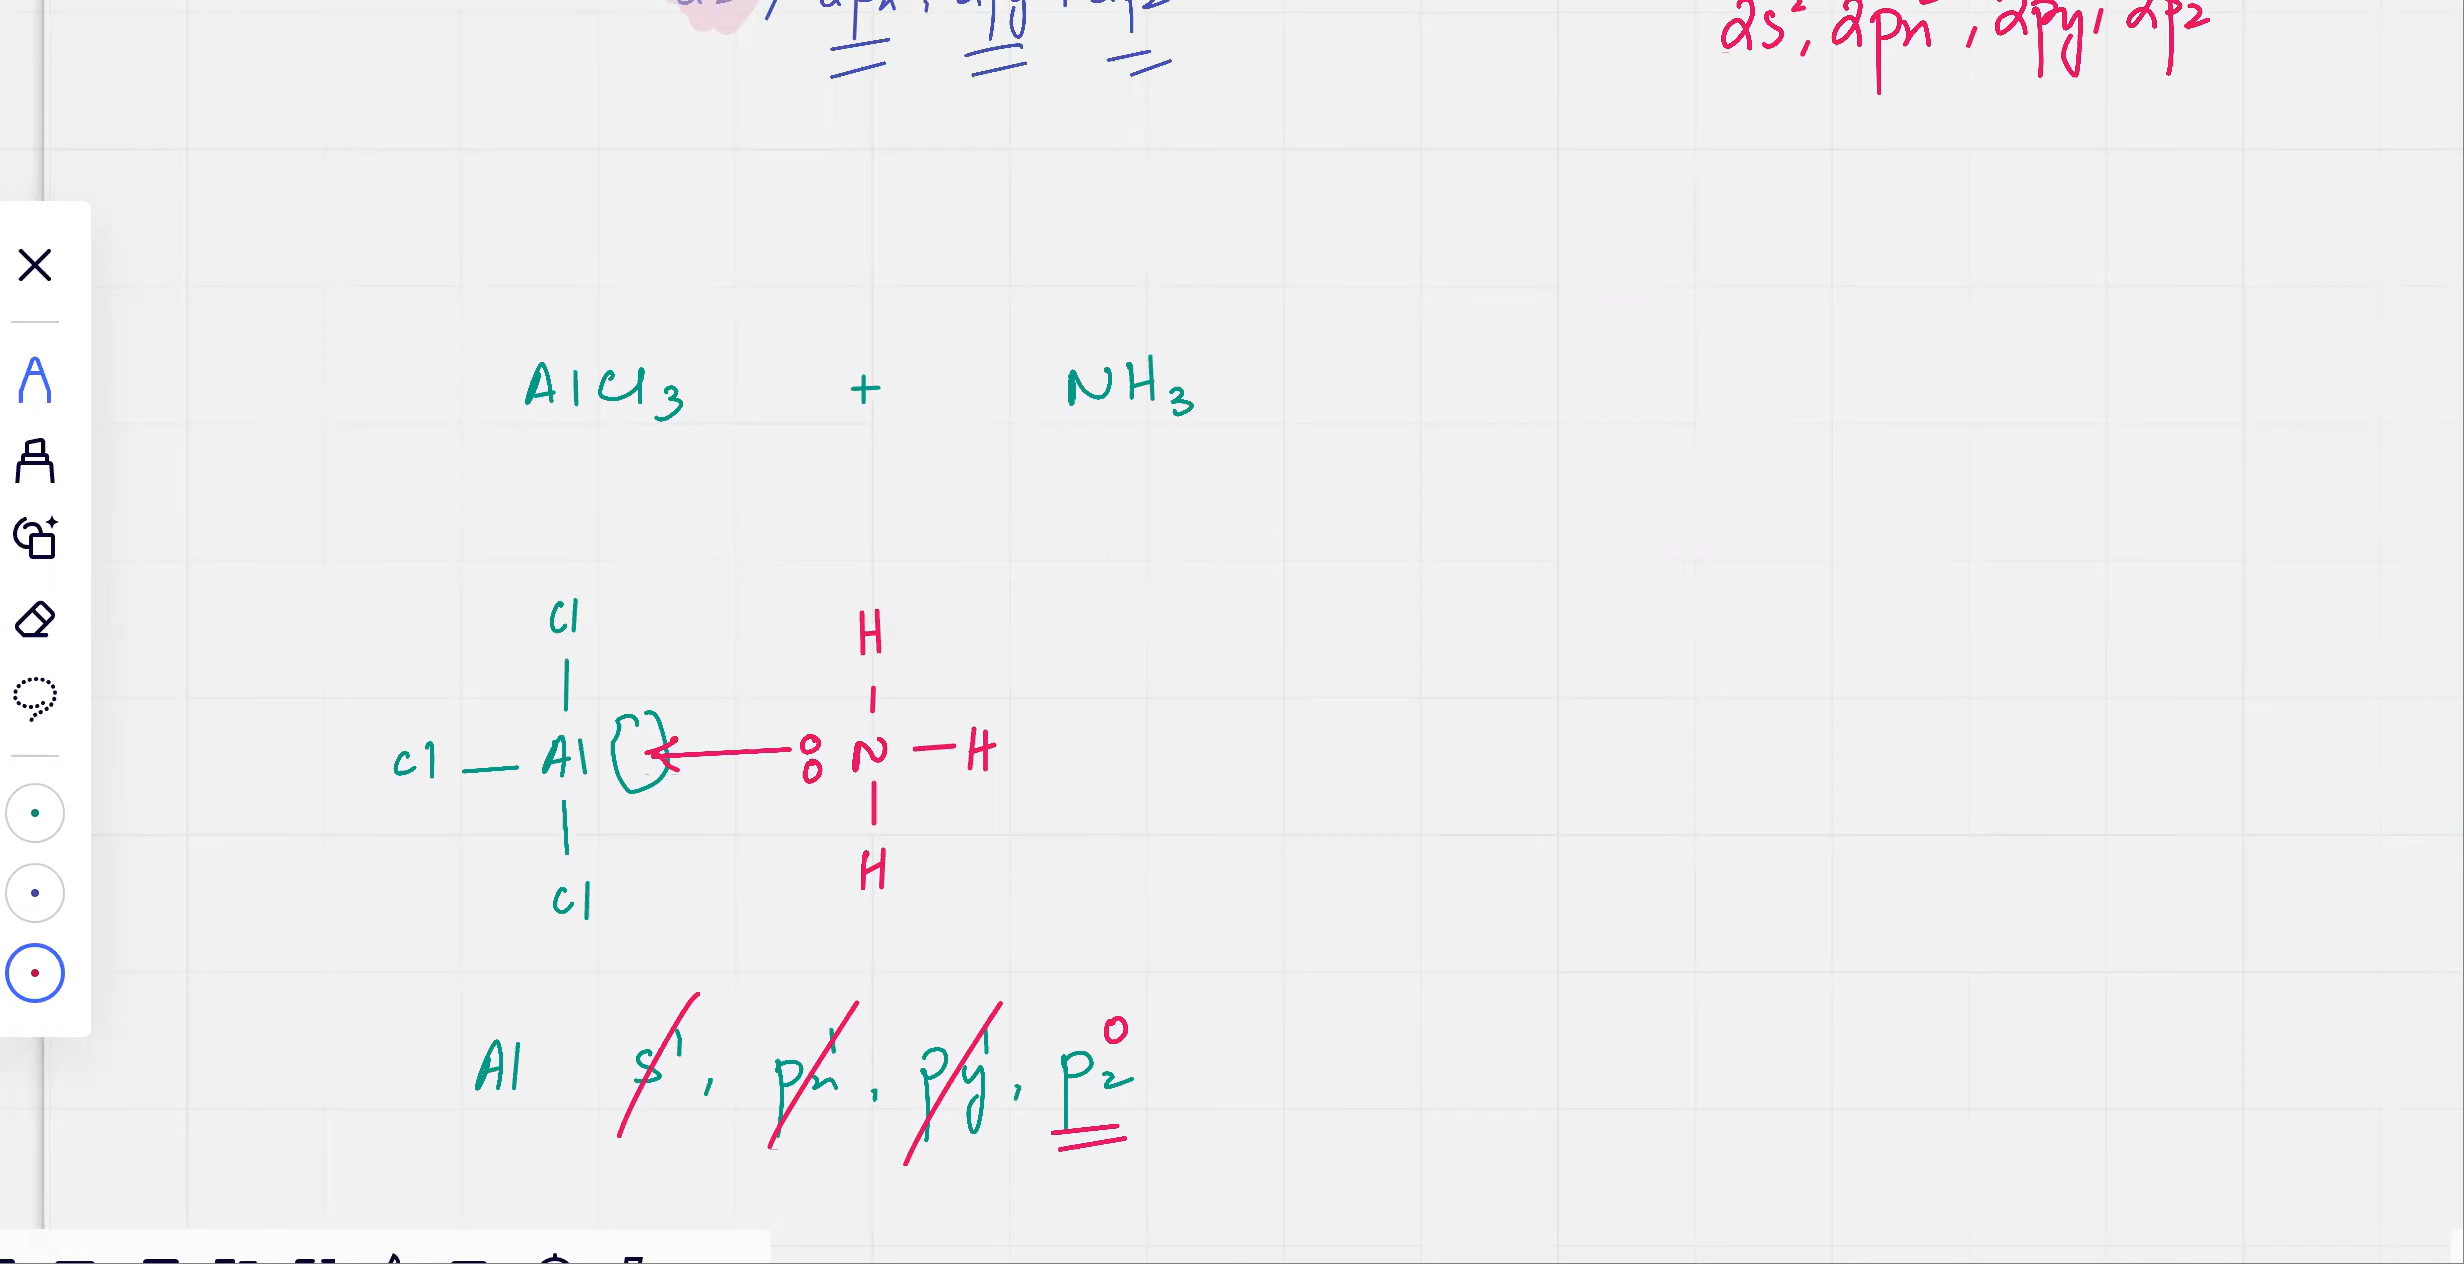 2s², 2px, 2py, 2pz
AlCl₃ + NH₃
Cl H
Cl — Al N — H
Cl H
Al s¹, px¹, py¹, pz⁰